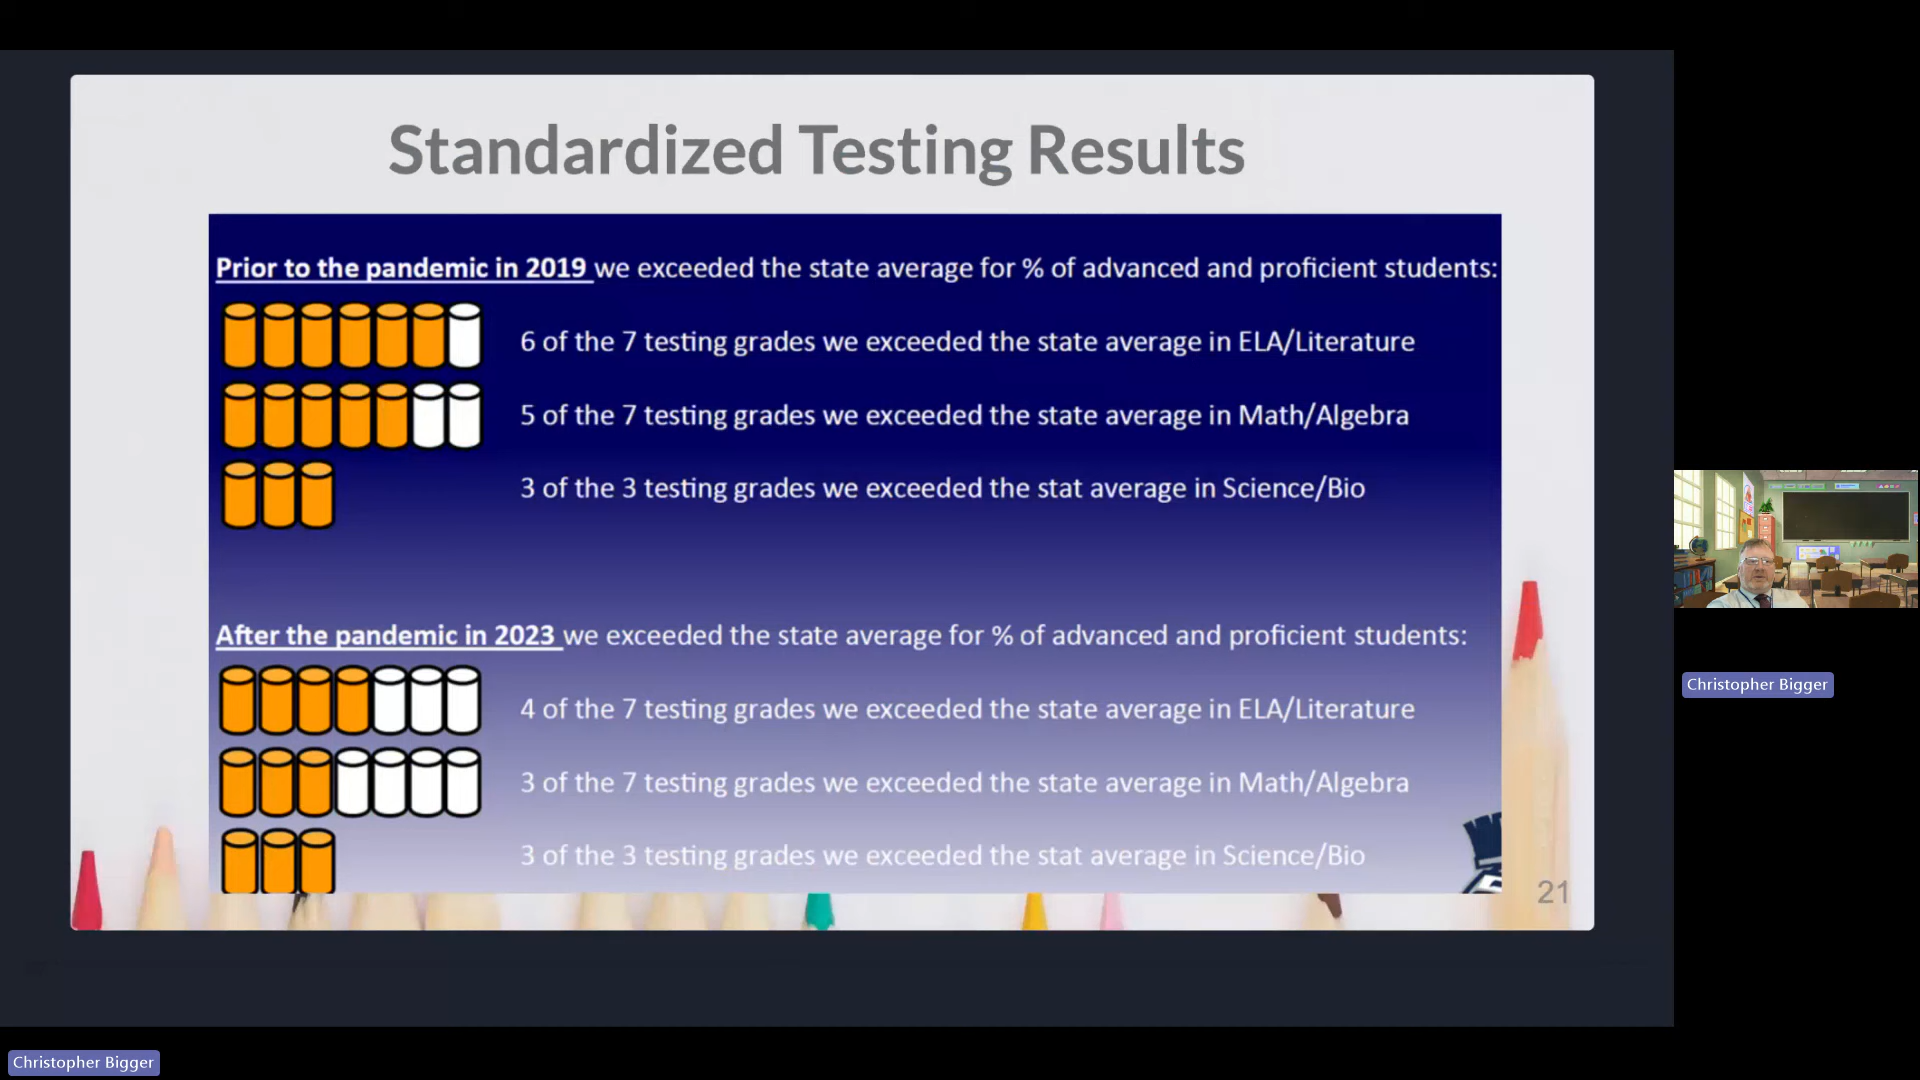 Standardized Testing Results
Prior to the pandemic in 2019 we exceeded the state average for % of advanced and proficient students:
6 of the 7 testing grades we exceeded the state average in ELA/Literature
5 of the 7 testing grades we exceeded the state average in Math/Algebra
3 of the 3 testing grades we exceeded the stat average in Science/Bio
After the pandemic in 2023 we exceeded the state average for % of advanced and proficient students:
4 of the 7 testing grades we exceeded the state average in ELA/Literature
3 of the 7 testing grades we exceeded the state average in Math/Algebra
3 of the 3 testing grades we exceeded the stat average in Science/Bio
21
Christopher Bigger
Christopher Bigger